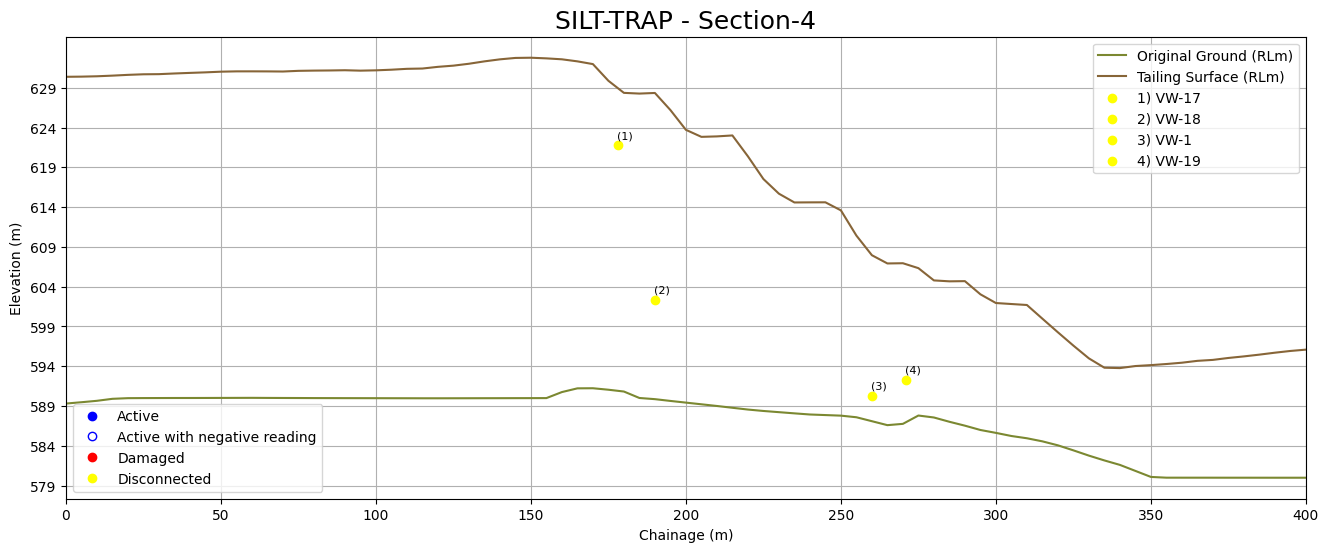 SILT-TRAP - Section-4
Original Ground (RLm)
Tailing Surface (RLm)
1) VW-17
2) VW-18
3) VW-1
4) VW-19
629
624
619
614
609
604
599
594
589
584
579
Elevation (m)
(1)
(2)
(3)
(4)
Active
Active with negative reading
Damaged
Disconnected
0 50 100 150 200 250 300 350 400
Chainage (m)